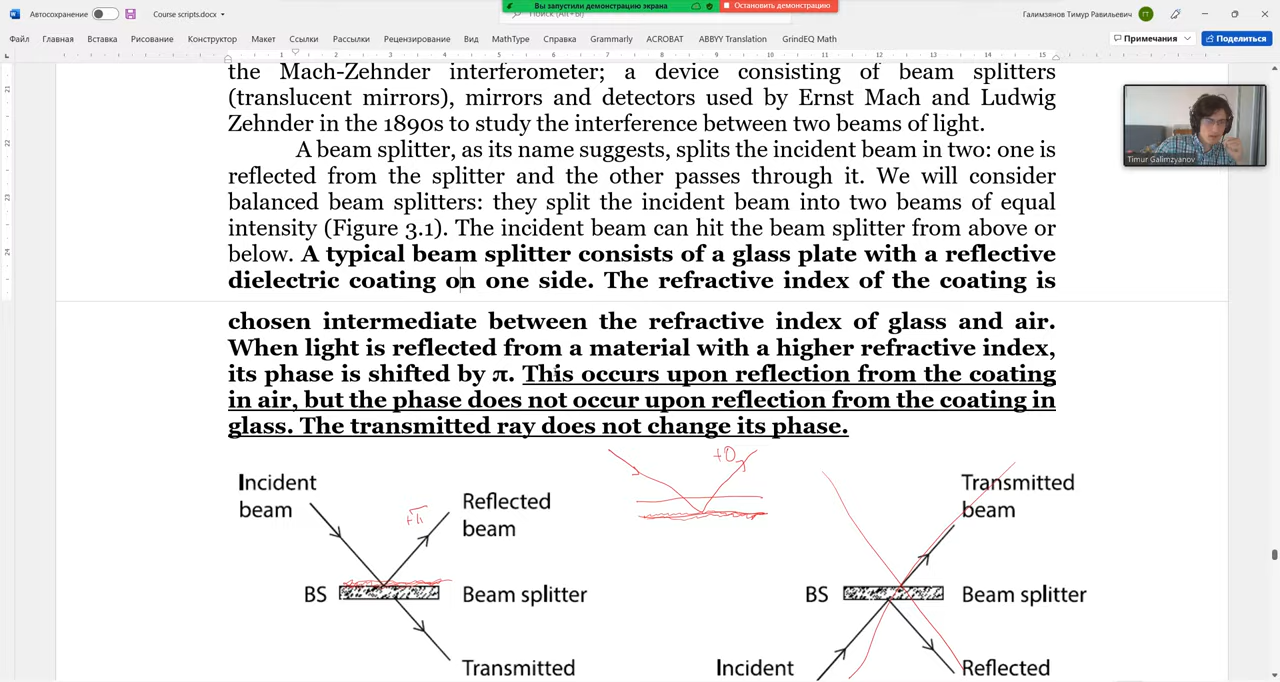 Автосохранение
Course scripts.docx
Вы запустили демонстрацию экрана
Остановить демонстрацию
Поиск (Alt+Ы)
Галимзянов Тимур Равильевич
ГТ
Файл Главная Вставка Рисование Конструктор Макет Ссылки Рассылки Рецензирование Вид MathType Справка Grammarly ACROBAT ABBYY Translation GrindEQ Math
Примечания
Поделиться
the Mach-Zehnder interferometer; a device consisting of beam splitters
(translucent mirrors), mirrors and detectors used by Ernst Mach and Ludwig
Zehnder in the 1890s to study the interference between two beams of light.
A beam splitter, as its name suggests, splits the incident beam in two: one is
reflected from the splitter and the other passes through it. We will consider
balanced beam splitters: they split the incident beam into two beams of equal
intensity (Figure 3.1). The incident beam can hit the beam splitter from above or
below. A typical beam splitter consists of a glass plate with a reflective
dielectric coating on one side. The refractive index of the coating is
chosen intermediate between the refractive index of glass and air.
When light is reflected from a material with a higher refractive index,
its phase is shifted by π. This occurs upon reflection from the coating
in air, but the phase does not occur upon reflection from the coating in
glass. The transmitted ray does not change its phase.
Timur Galimzyanov
21
22
23
24
Incident
beam
+π
Reflected
beam
BS
Beam splitter
Transmitted
+0
Transmitted
beam
BS
Beam splitter
Incident
Reflected